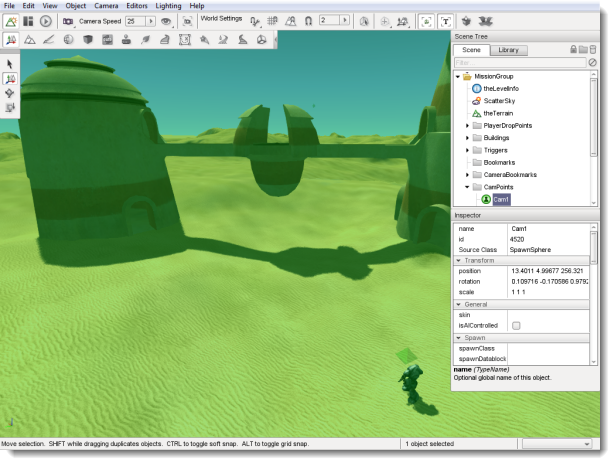 File Edit View Object Camera Editors Lighting Help
Camera Speed 25 World Settings 2
Scene Tree
Scene Library
Filter...
MissionGroup
theLevelInfo
ScatterSky
theTerrain
PlayerDropPoints
Buildings
Triggers
Bookmarks
CameraBookmarks
CamPoints
Cam1
Inspector
name Cam1
id 4520
Source Class SpawnSphere
Transform
position 13.4011 4.99677 256.321
rotation 0.109716 -0.170586 0.9792
scale 1 1 1
General
skin
isAIControlled
Spawn
spawnClass
spawnDatablock
name (TypeName)
Optional global name of this object.
Move selection. SHIFT while dragging duplicates objects. CTRL to toggle soft snap. ALT to toggle grid snap. 1 object selected